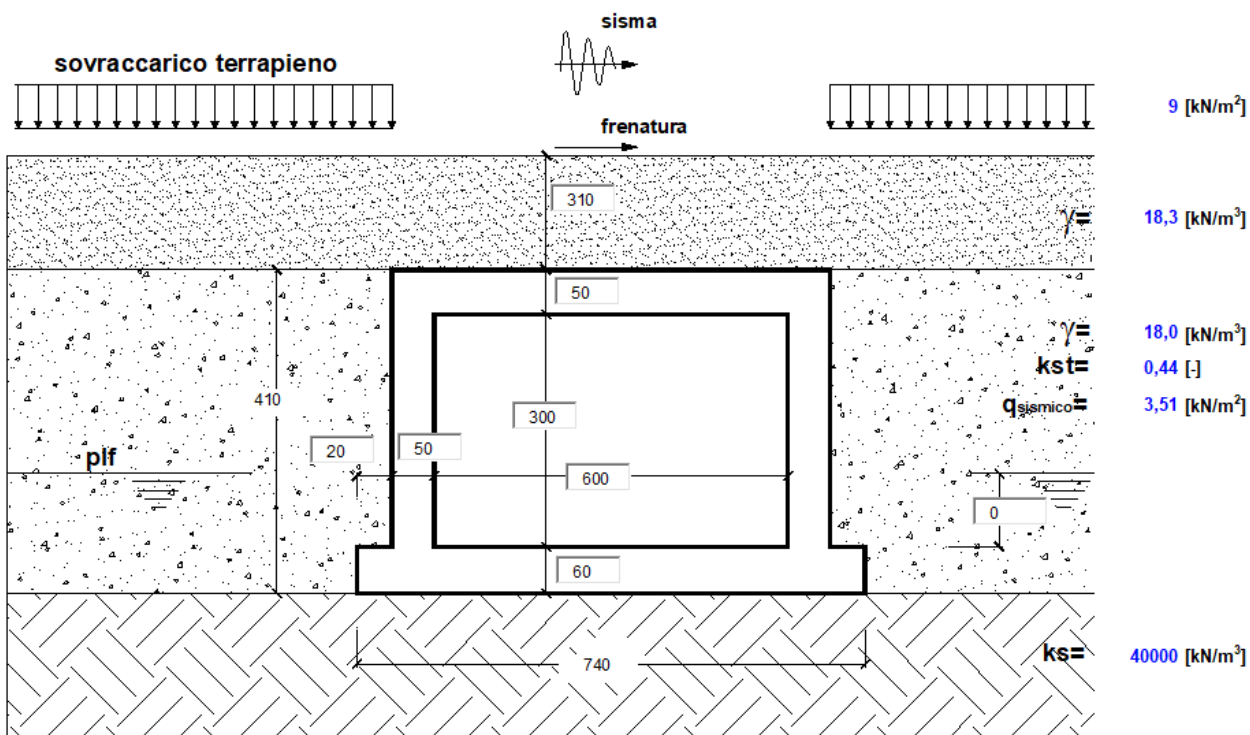 sisma
sovraccarico terrapieno
9 [kN/m²]
frenatura
310
γ= 18,3 [kN/m³]
50
γ= 18,0 [kN/m³]
kst= 0,44 [-]
410
300
qsismico= 3,51 [kN/m²]
20
50
plf
600
0
60
740
ks= 40000 [kN/m³]